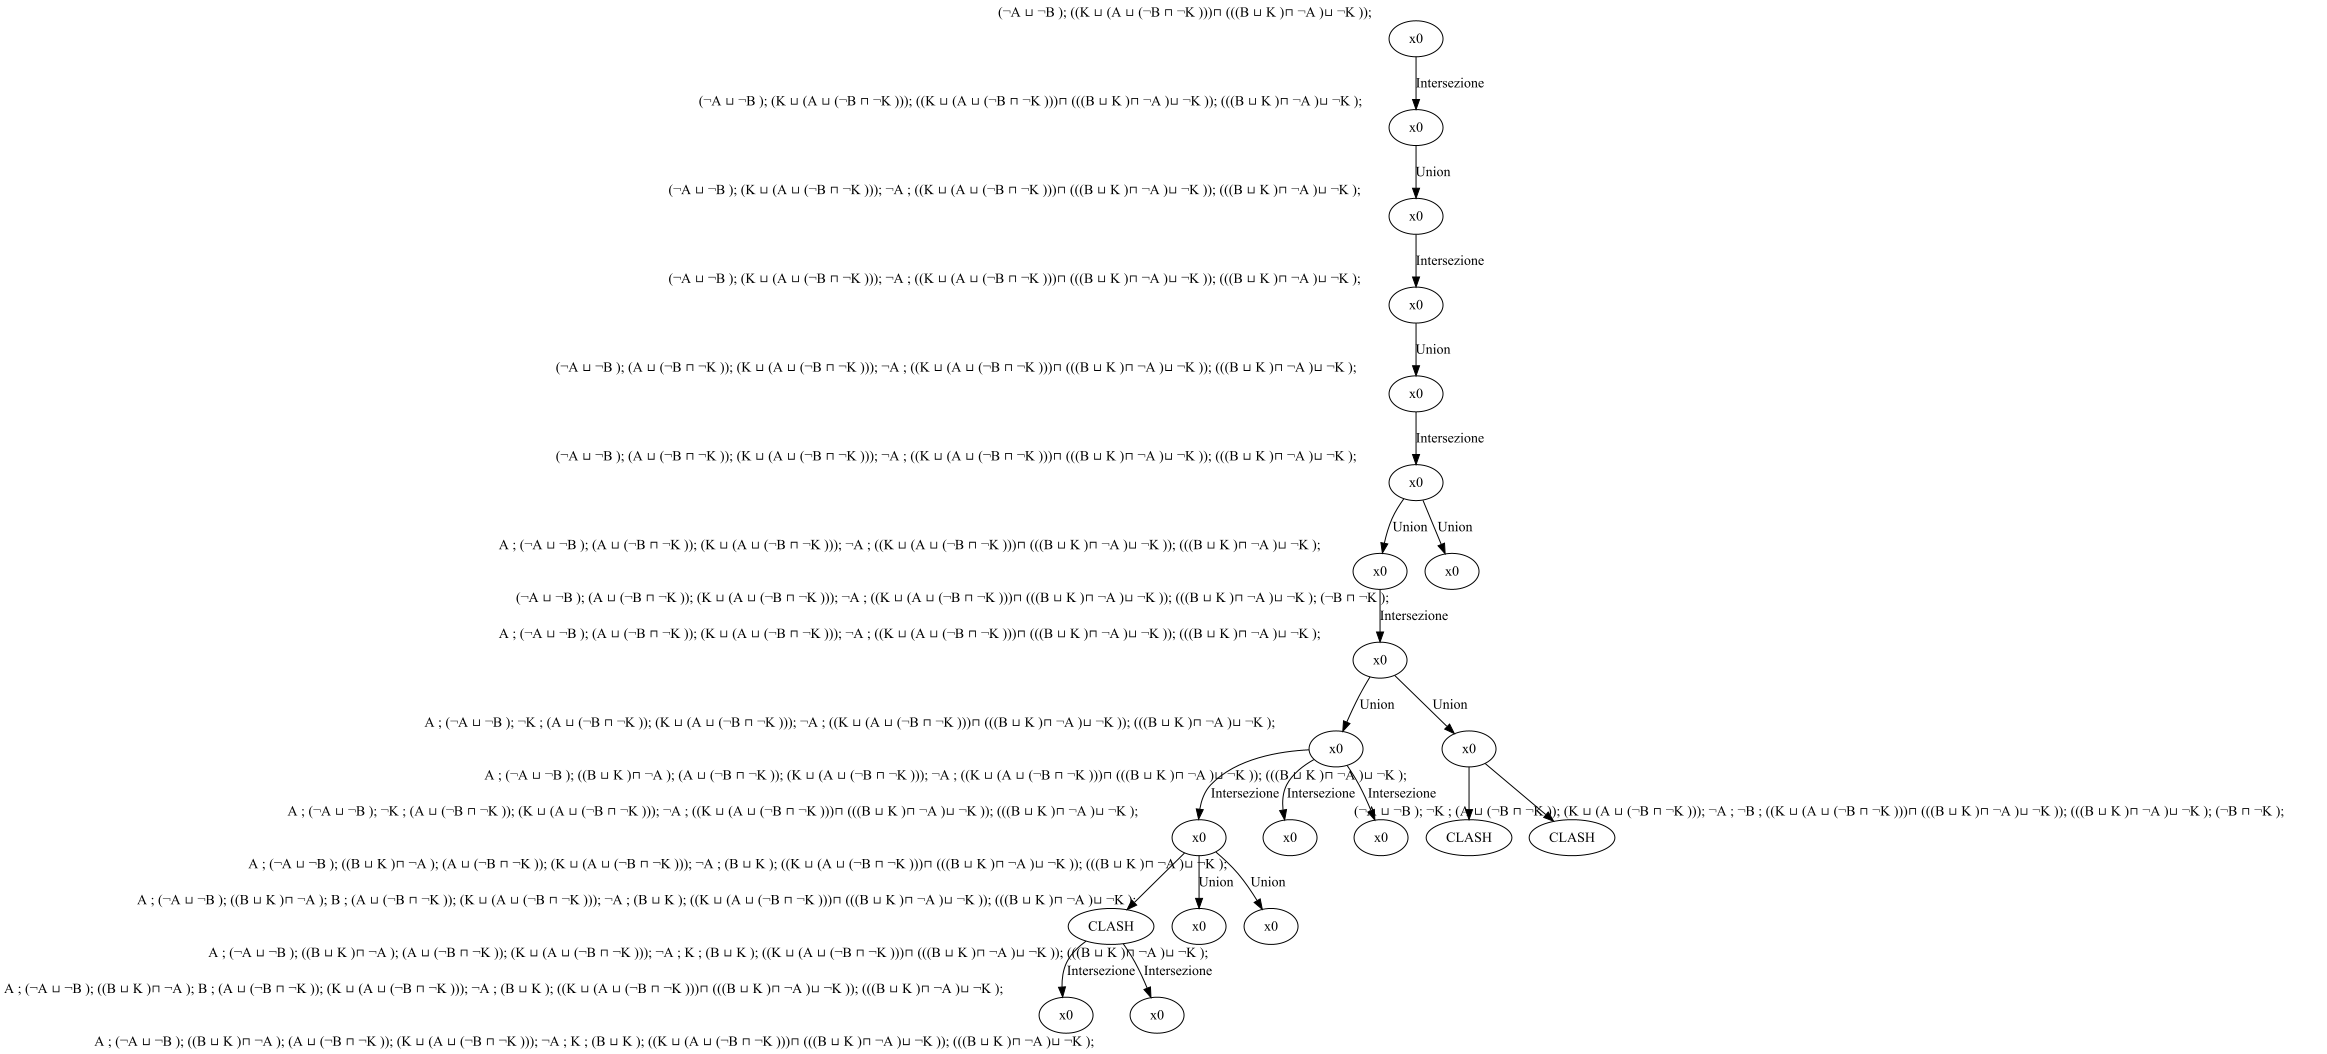 (¬A ⊔ ¬B ); ((K ⊔ (A ⊔ (¬B ⊓ ¬K )))⊓ (((B ⊔ K )⊓ ¬A )⊔ ¬K ));
x0
Intersezione
(¬A ⊔ ¬B ); (K ⊔ (A ⊔ (¬B ⊓ ¬K ))); ((K ⊔ (A ⊔ (¬B ⊓ ¬K )))⊓ (((B ⊔ K )⊓ ¬A )⊔ ¬K )); (((B ⊔ K )⊓ ¬A )⊔ ¬K );
x0
Union
(¬A ⊔ ¬B ); (K ⊔ (A ⊔ (¬B ⊓ ¬K ))); ¬A ; ((K ⊔ (A ⊔ (¬B ⊓ ¬K )))⊓ (((B ⊔ K )⊓ ¬A )⊔ ¬K )); (((B ⊔ K )⊓ ¬A )⊔ ¬K );
x0
Intersezione
(¬A ⊔ ¬B ); (K ⊔ (A ⊔ (¬B ⊓ ¬K ))); ¬A ; ((K ⊔ (A ⊔ (¬B ⊓ ¬K )))⊓ (((B ⊔ K )⊓ ¬A )⊔ ¬K )); (((B ⊔ K )⊓ ¬A )⊔ ¬K );
x0
Union
(¬A ⊔ ¬B ); (A ⊔ (¬B ⊓ ¬K )); (K ⊔ (A ⊔ (¬B ⊓ ¬K ))); ¬A ; ((K ⊔ (A ⊔ (¬B ⊓ ¬K )))⊓ (((B ⊔ K )⊓ ¬A )⊔ ¬K )); (((B ⊔ K )⊓ ¬A )⊔ ¬K );
x0
Intersezione
(¬A ⊔ ¬B ); (A ⊔ (¬B ⊓ ¬K )); (K ⊔ (A ⊔ (¬B ⊓ ¬K ))); ¬A ; ((K ⊔ (A ⊔ (¬B ⊓ ¬K )))⊓ (((B ⊔ K )⊓ ¬A )⊔ ¬K )); (((B ⊔ K )⊓ ¬A )⊔ ¬K );
x0
Union Union
A ; (¬A ⊔ ¬B ); (A ⊔ (¬B ⊓ ¬K )); (K ⊔ (A ⊔ (¬B ⊓ ¬K ))); ¬A ; ((K ⊔ (A ⊔ (¬B ⊓ ¬K )))⊓ (((B ⊔ K )⊓ ¬A )⊔ ¬K )); (((B ⊔ K )⊓ ¬A )⊔ ¬K );
x0 x0
(¬A ⊔ ¬B ); (A ⊔ (¬B ⊓ ¬K )); (K ⊔ (A ⊔ (¬B ⊓ ¬K ))); ¬A ; ((K ⊔ (A ⊔ (¬B ⊓ ¬K )))⊓ (((B ⊔ K )⊓ ¬A )⊔ ¬K )); (((B ⊔ K )⊓ ¬A )⊔ ¬K ); (¬B ⊓ ¬K );
Intersezione
A ; (¬A ⊔ ¬B ); (A ⊔ (¬B ⊓ ¬K )); (K ⊔ (A ⊔ (¬B ⊓ ¬K ))); ¬A ; ((K ⊔ (A ⊔ (¬B ⊓ ¬K )))⊓ (((B ⊔ K )⊓ ¬A )⊔ ¬K )); (((B ⊔ K )⊓ ¬A )⊔ ¬K );
x0
Union Union
A ; (¬A ⊔ ¬B ); ¬K ; (A ⊔ (¬B ⊓ ¬K )); (K ⊔ (A ⊔ (¬B ⊓ ¬K ))); ¬A ; ((K ⊔ (A ⊔ (¬B ⊓ ¬K )))⊓ (((B ⊔ K )⊓ ¬A )⊔ ¬K )); (((B ⊔ K )⊓ ¬A )⊔ ¬K );
x0 x0
A ; (¬A ⊔ ¬B ); ((B ⊔ K )⊓ ¬A ); (A ⊔ (¬B ⊓ ¬K )); (K ⊔ (A ⊔ (¬B ⊓ ¬K ))); ¬A ; ((K ⊔ (A ⊔ (¬B ⊓ ¬K )))⊓ (((B ⊔ K )⊓ ¬A )⊔ ¬K )); (((B ⊔ K )⊓ ¬A )⊔ ¬K );
Intersezione Intersezione Intersezione
A ; (¬A ⊔ ¬B ); ¬K ; (A ⊔ (¬B ⊓ ¬K )); (K ⊔ (A ⊔ (¬B ⊓ ¬K ))); ¬A ; ((K ⊔ (A ⊔ (¬B ⊓ ¬K )))⊓ (((B ⊔ K )⊓ ¬A )⊔ ¬K )); (((B ⊔ K )⊓ ¬A )⊔ ¬K );
(¬A ⊔ ¬B ); ¬K ; (A ⊔ (¬B ⊓ ¬K )); (K ⊔ (A ⊔ (¬B ⊓ ¬K ))); ¬A ; ¬B ; ((K ⊔ (A ⊔ (¬B ⊓ ¬K )))⊓ (((B ⊔ K )⊓ ¬A )⊔ ¬K )); (((B ⊔ K )⊓ ¬A )⊔ ¬K ); (¬B ⊓ ¬K );
x0 x0 x0 CLASH CLASH
A ; (¬A ⊔ ¬B ); ((B ⊔ K )⊓ ¬A ); (A ⊔ (¬B ⊓ ¬K )); (K ⊔ (A ⊔ (¬B ⊓ ¬K ))); ¬A ; (B ⊔ K ); ((K ⊔ (A ⊔ (¬B ⊓ ¬K )))⊓ (((B ⊔ K )⊓ ¬A )⊔ ¬K )); (((B ⊔ K )⊓ ¬A )⊔ ¬K );
Union Union
A ; (¬A ⊔ ¬B ); ((B ⊔ K )⊓ ¬A ); B ; (A ⊔ (¬B ⊓ ¬K )); (K ⊔ (A ⊔ (¬B ⊓ ¬K ))); ¬A ; (B ⊔ K ); ((K ⊔ (A ⊔ (¬B ⊓ ¬K )))⊓ (((B ⊔ K )⊓ ¬A )⊔ ¬K )); (((B ⊔ K )⊓ ¬A )⊔ ¬K );
CLASH x0 x0
A ; (¬A ⊔ ¬B ); ((B ⊔ K )⊓ ¬A ); (A ⊔ (¬B ⊓ ¬K )); (K ⊔ (A ⊔ (¬B ⊓ ¬K ))); ¬A ; K ; (B ⊔ K ); ((K ⊔ (A ⊔ (¬B ⊓ ¬K )))⊓ (((B ⊔ K )⊓ ¬A )⊔ ¬K )); (((B ⊔ K )⊓ ¬A )⊔ ¬K );
Intersezione Intersezione
A ; (¬A ⊔ ¬B ); ((B ⊔ K )⊓ ¬A ); B ; (A ⊔ (¬B ⊓ ¬K )); (K ⊔ (A ⊔ (¬B ⊓ ¬K ))); ¬A ; (B ⊔ K ); ((K ⊔ (A ⊔ (¬B ⊓ ¬K )))⊓ (((B ⊔ K )⊓ ¬A )⊔ ¬K )); (((B ⊔ K )⊓ ¬A )⊔ ¬K );
x0 x0
A ; (¬A ⊔ ¬B ); ((B ⊔ K )⊓ ¬A ); (A ⊔ (¬B ⊓ ¬K )); (K ⊔ (A ⊔ (¬B ⊓ ¬K ))); ¬A ; K ; (B ⊔ K ); ((K ⊔ (A ⊔ (¬B ⊓ ¬K )))⊓ (((B ⊔ K )⊓ ¬A )⊔ ¬K )); (((B ⊔ K )⊓ ¬A )⊔ ¬K );